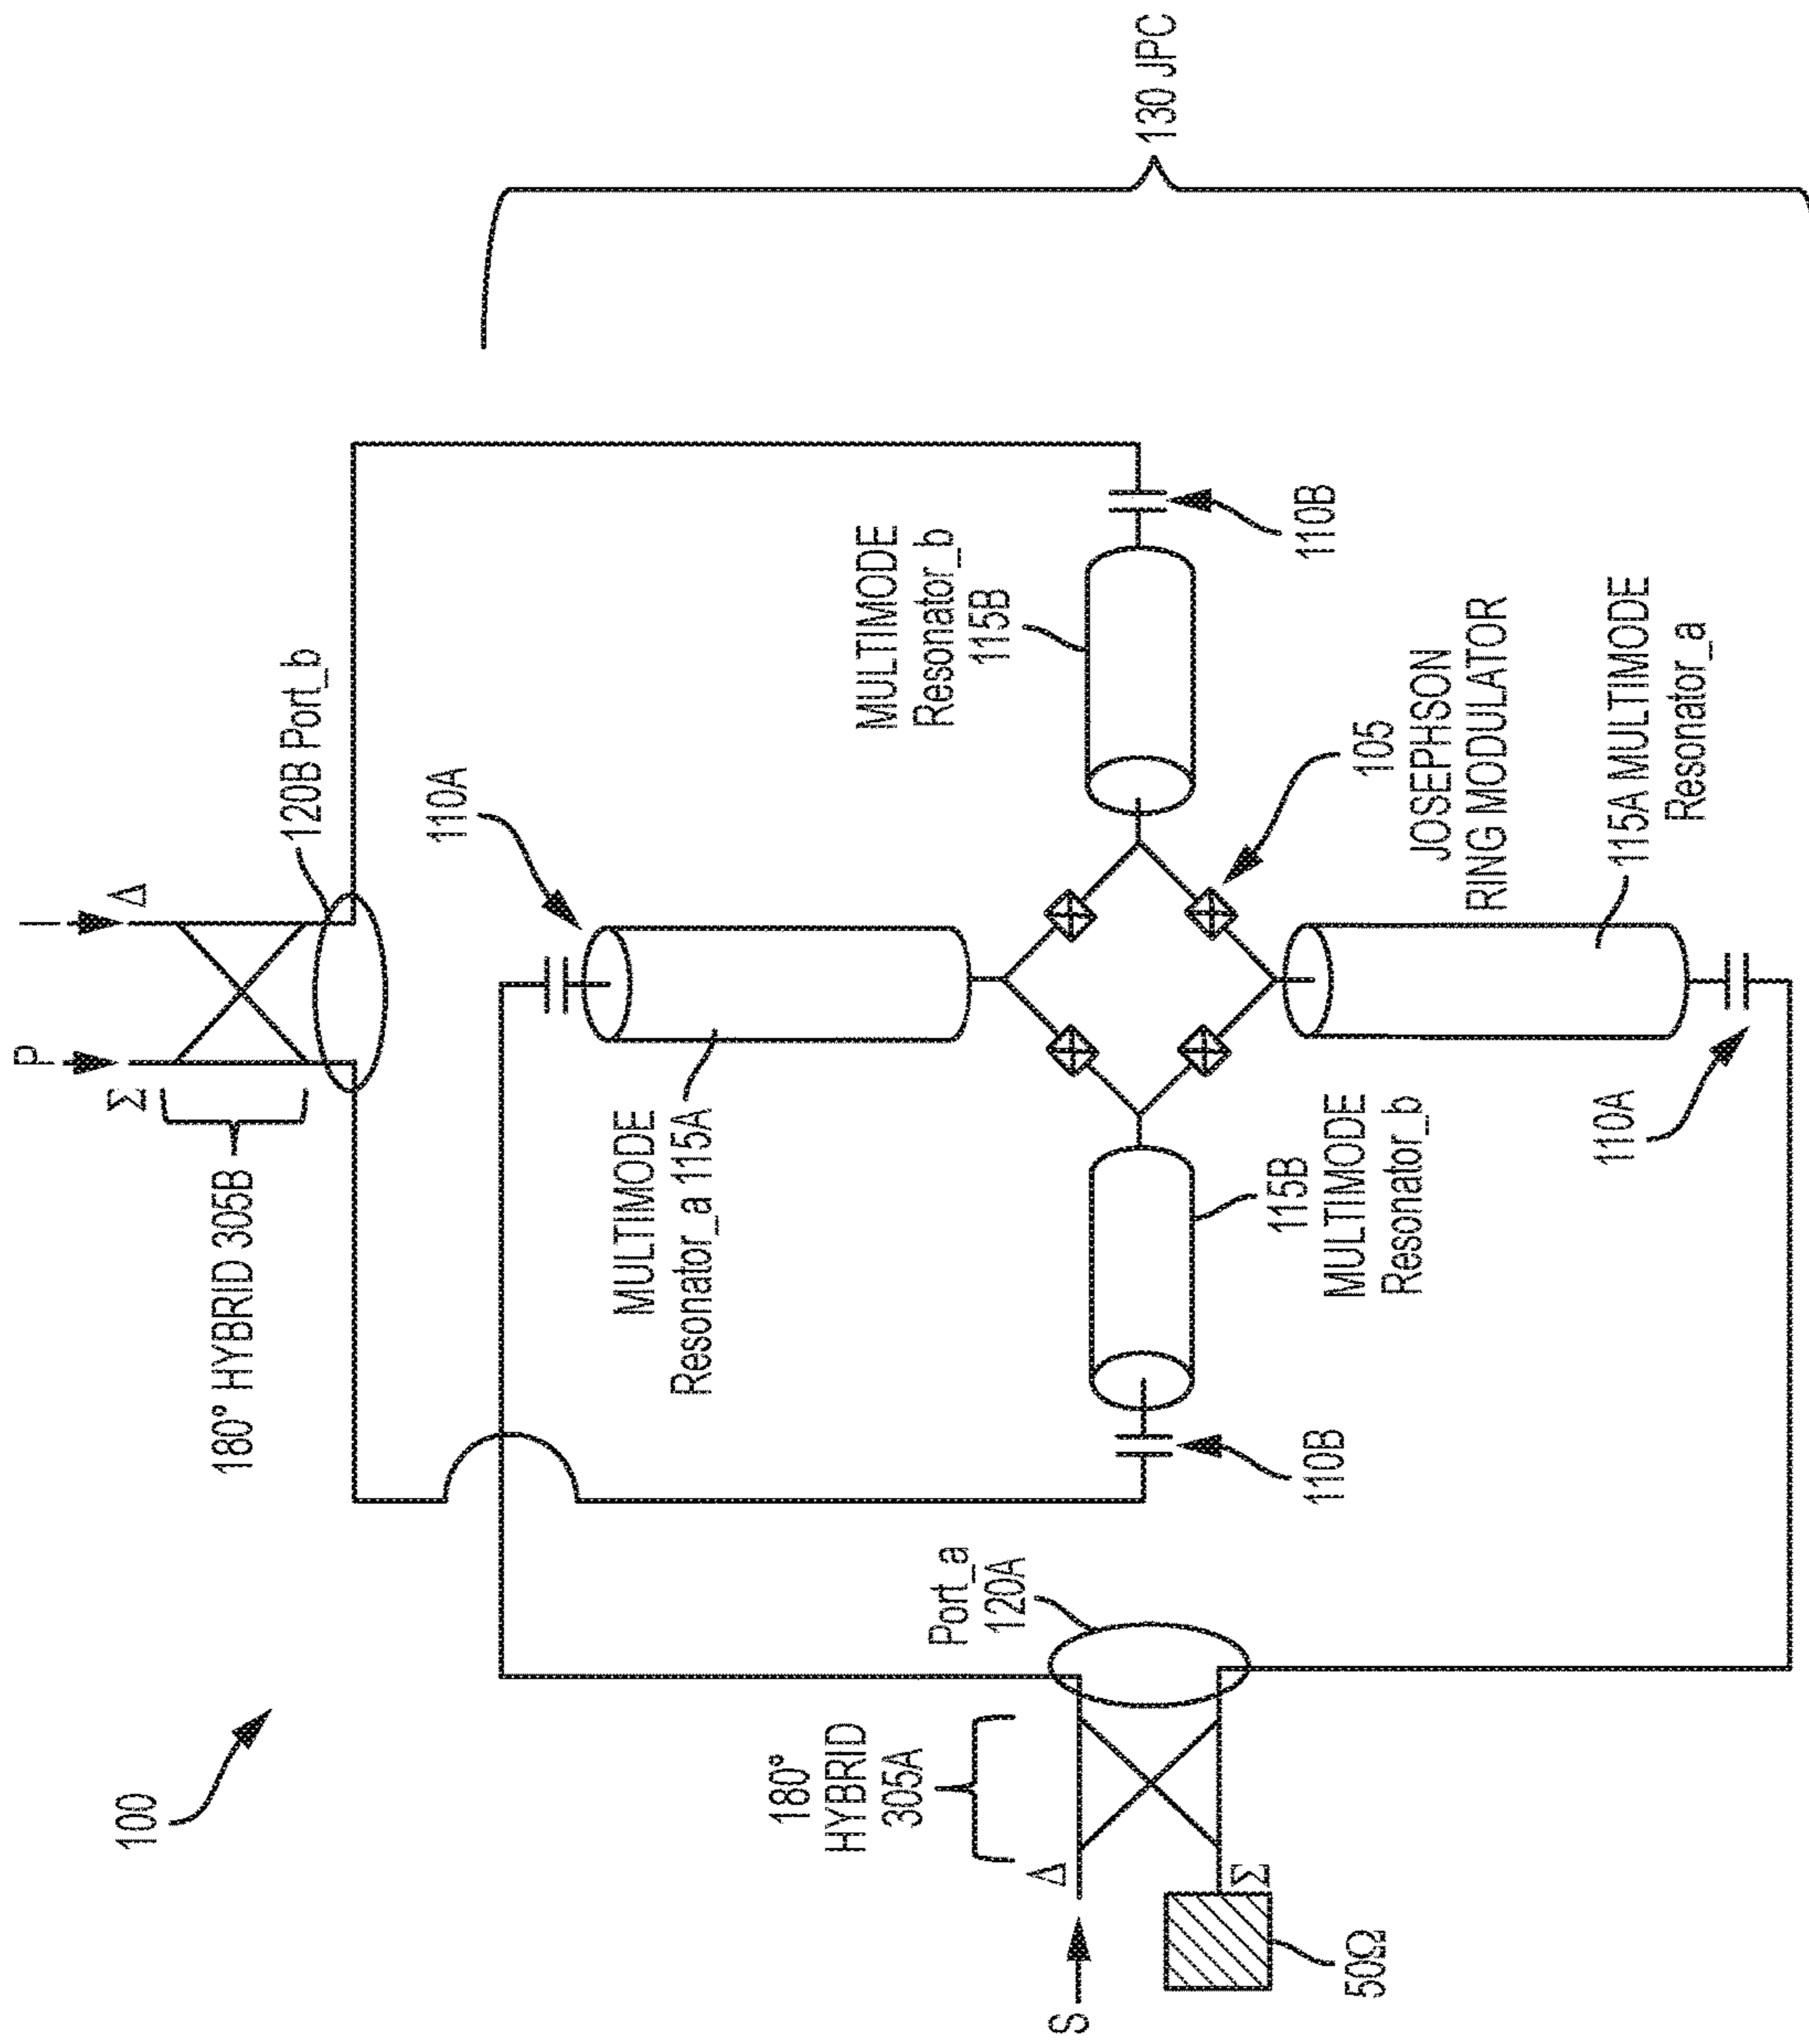 100
P
I
Σ
Δ
180° HYBRID 305B
120B Port_b
110A
MULTIMODE
Resonator_a 115A
MULTIMODE
Resonator_b
115B
110B
130 JPC
105
JOSEPHSON
RING MODULATOR
115B
MULTIMODE
Resonator_b
110B
115A MULTIMODE
Resonator_a
110A
Port_a
120A
180°
HYBRID
305A
Δ
S
Σ
50Ω